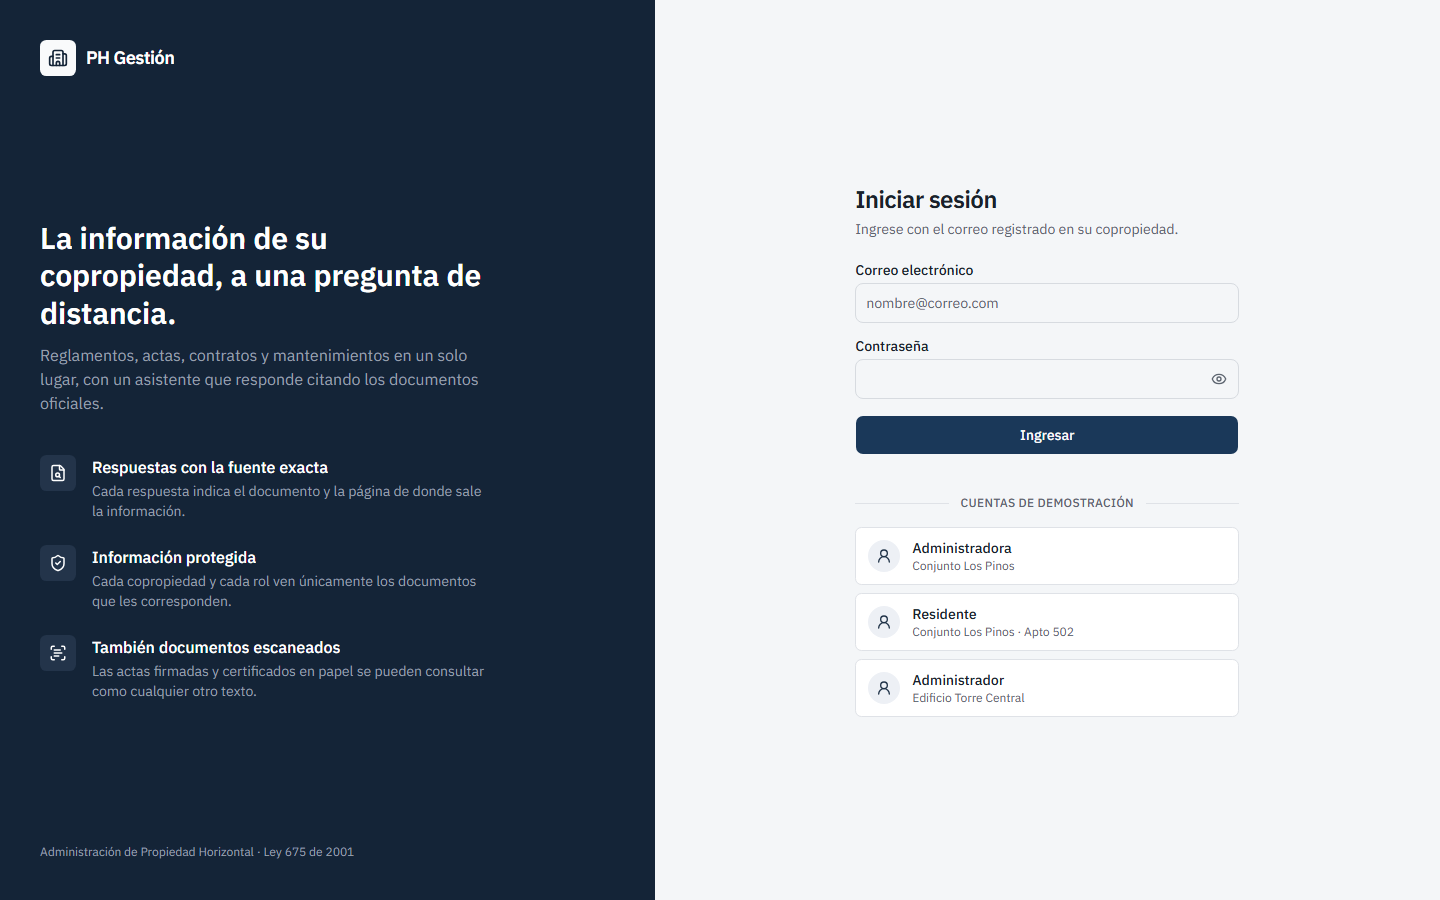 PH Gestión
La información de su
copropiedad, a una pregunta de
distancia.
Reglamentos, actas, contratos y mantenimientos en un solo
lugar, con un asistente que responde citando los documentos
oficiales.
Respuestas con la fuente exacta
Cada respuesta indica el documento y la página de donde sale
la información.
Información protegida
Cada copropiedad y cada rol ven únicamente los documentos
que les corresponden.
También documentos escaneados
Las actas firmadas y certificados en papel se pueden consultar
como cualquier otro texto.
Administración de Propiedad Horizontal · Ley 675 de 2001
Iniciar sesión
Ingrese con el correo registrado en su copropiedad.
Correo electrónico
nombre@correo.com
Contraseña
Ingresar
CUENTAS DE DEMOSTRACIÓN
Administradora
Conjunto Los Pinos
Residente
Conjunto Los Pinos · Apto 502
Administrador
Edificio Torre Central